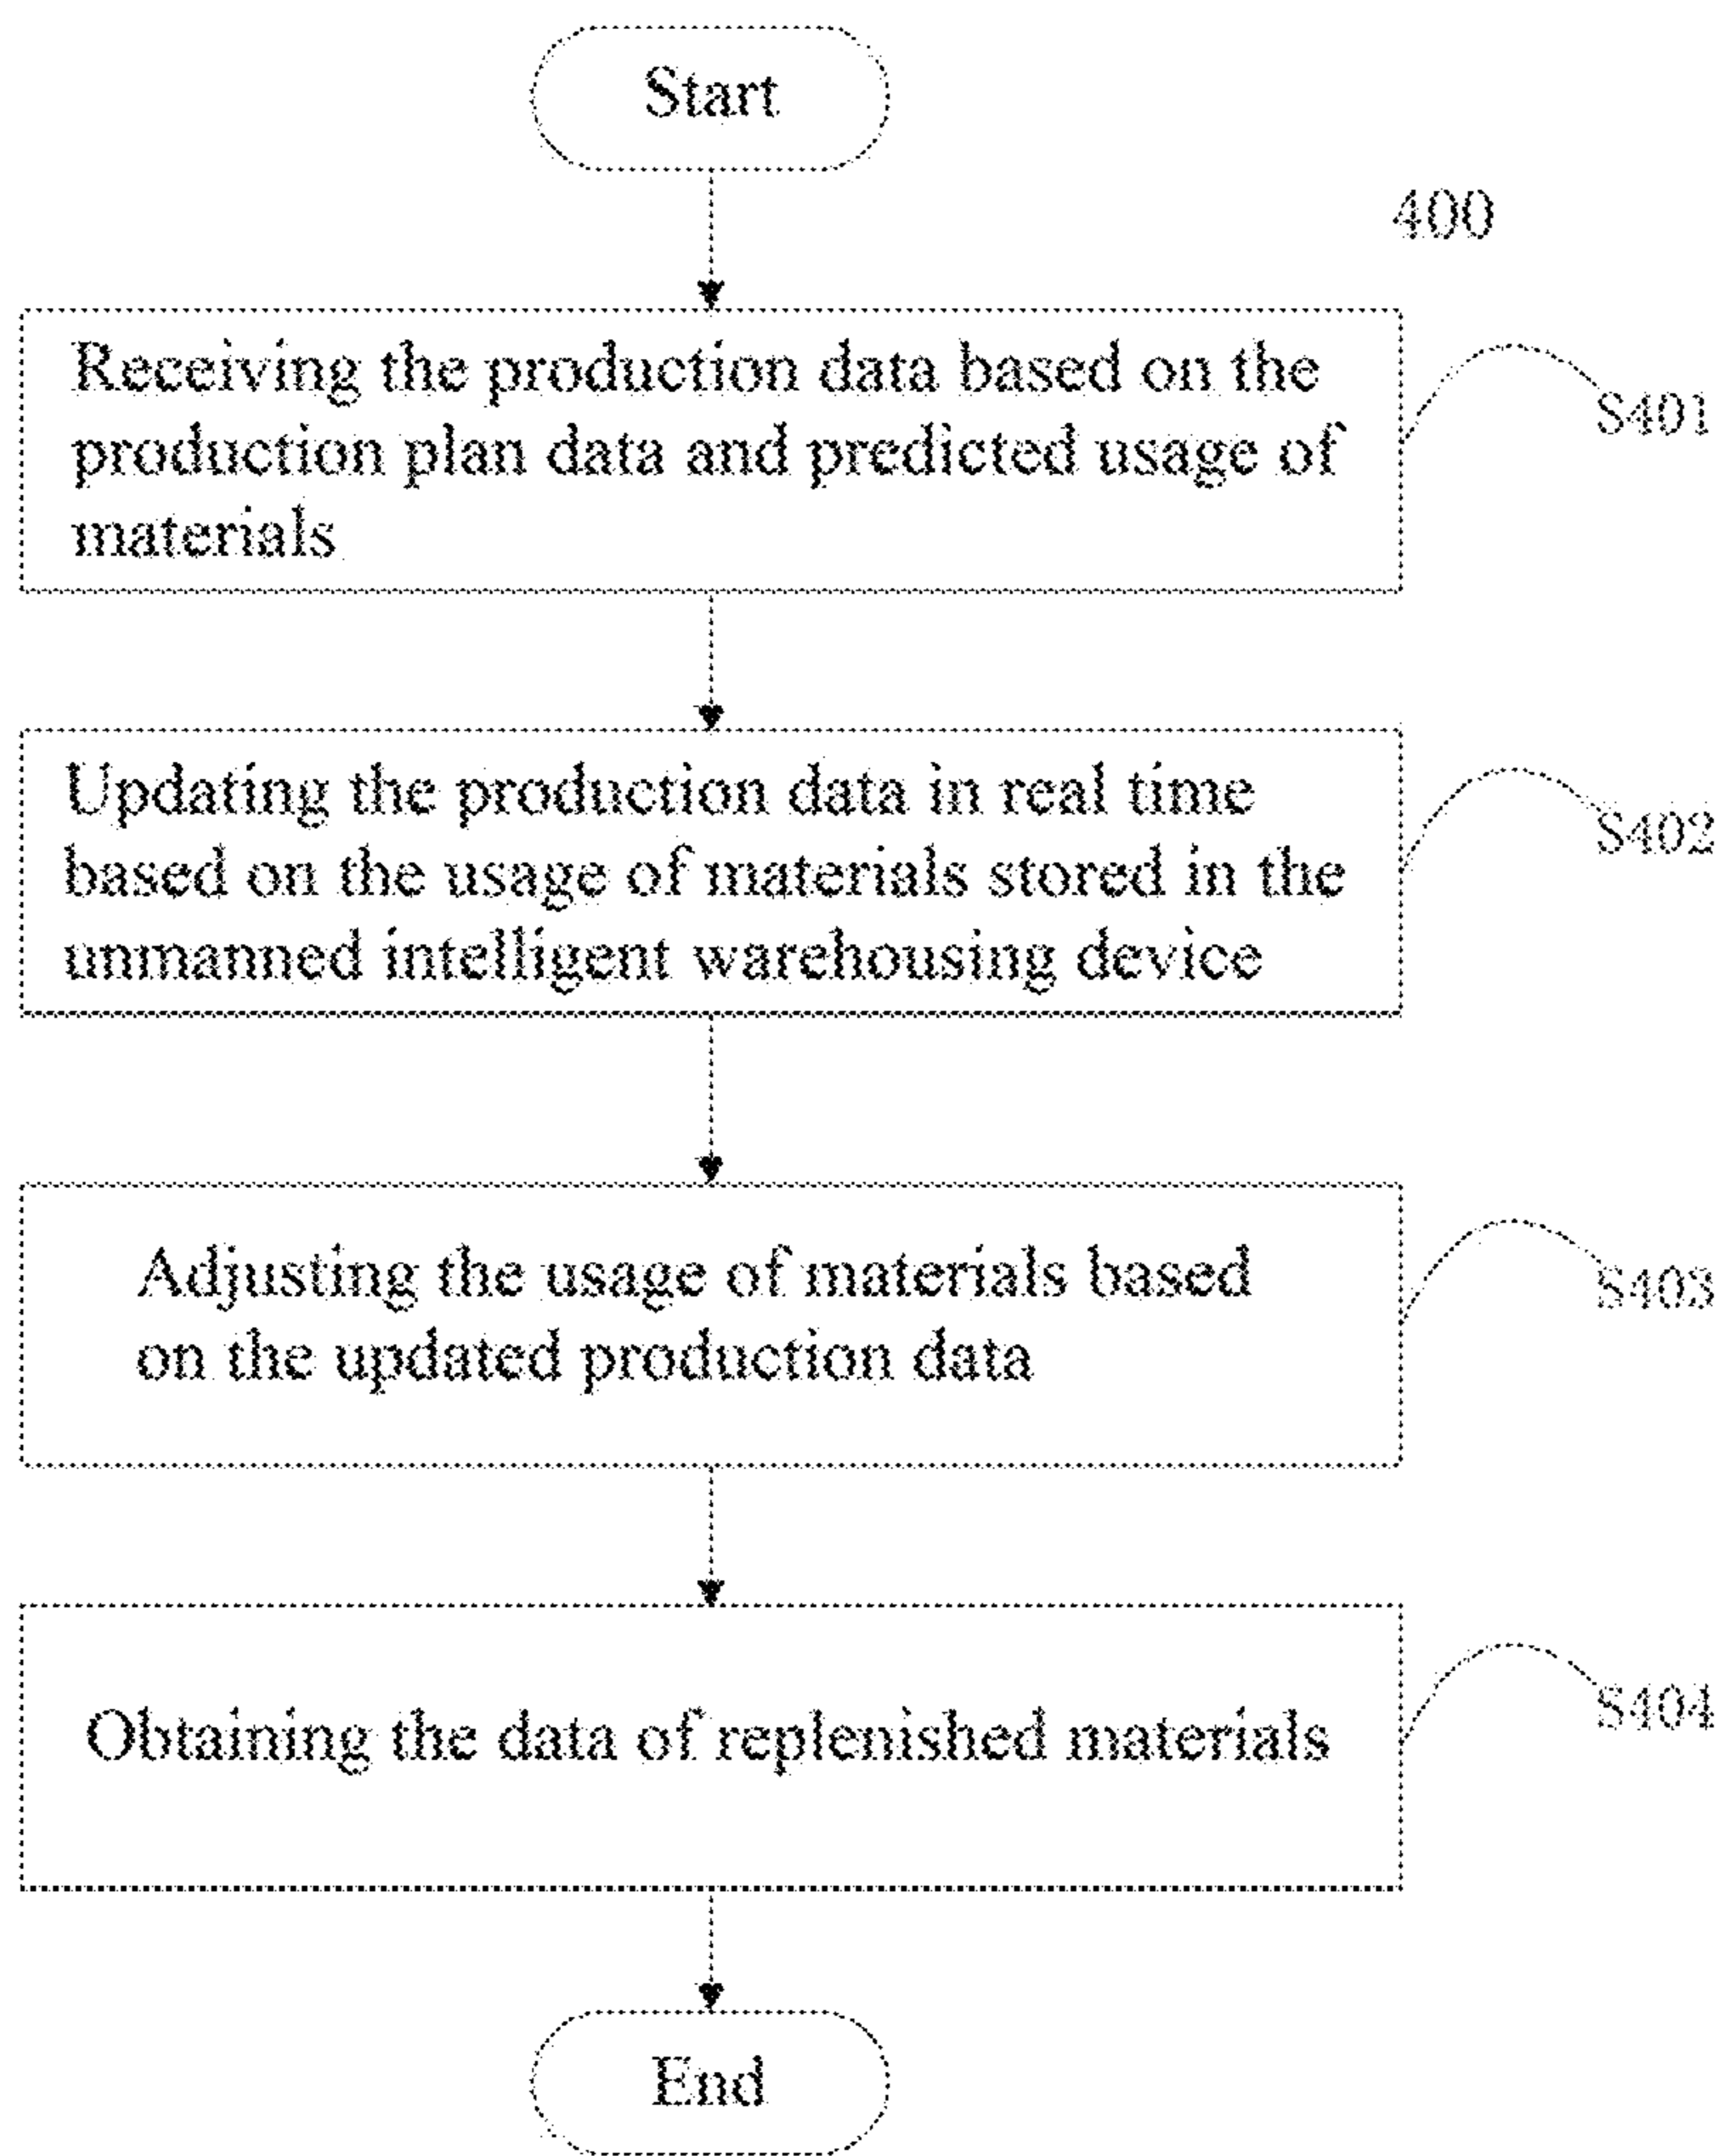 Start
400
Receiving the production data based on the
production plan data and predicted usage of
materials
S401
Updating the production data in real time
based on the usage of materials stored in the
unmanned intelligent warehousing device
S402
Adjusting the usage of materials based
on the updated production data
S403
Obtaining the data of replenished materials
S404
End